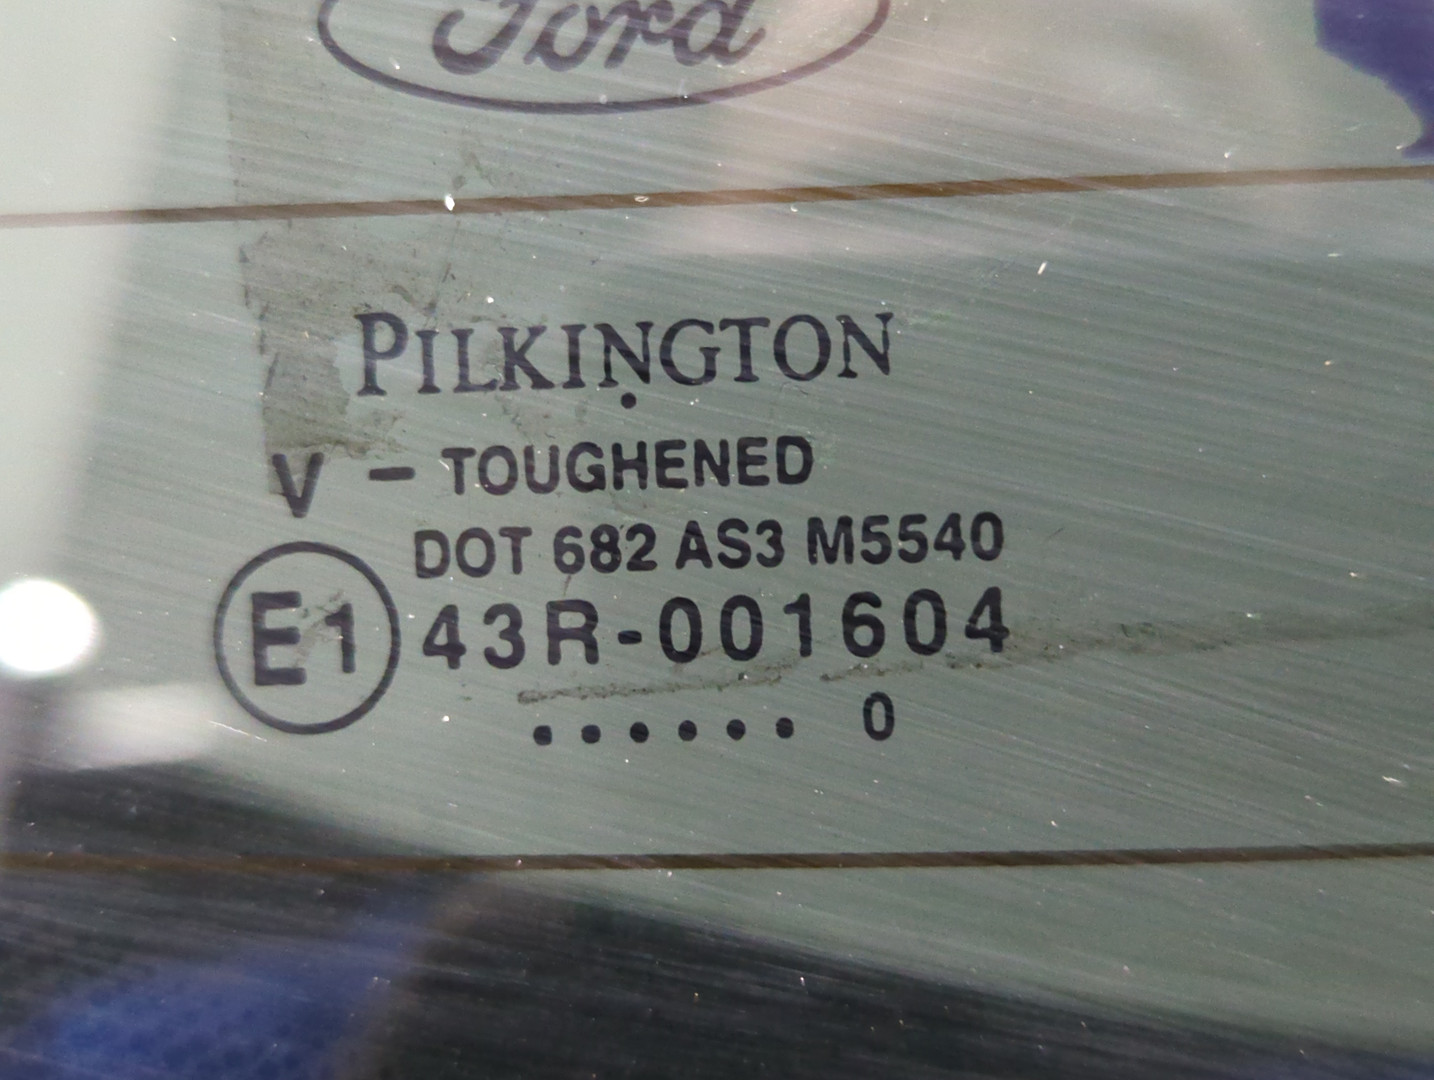 Ford
PILKINGTON
V - TOUGHENED
DOT 682 AS3 M5540
E1 43R-001604
...... 0